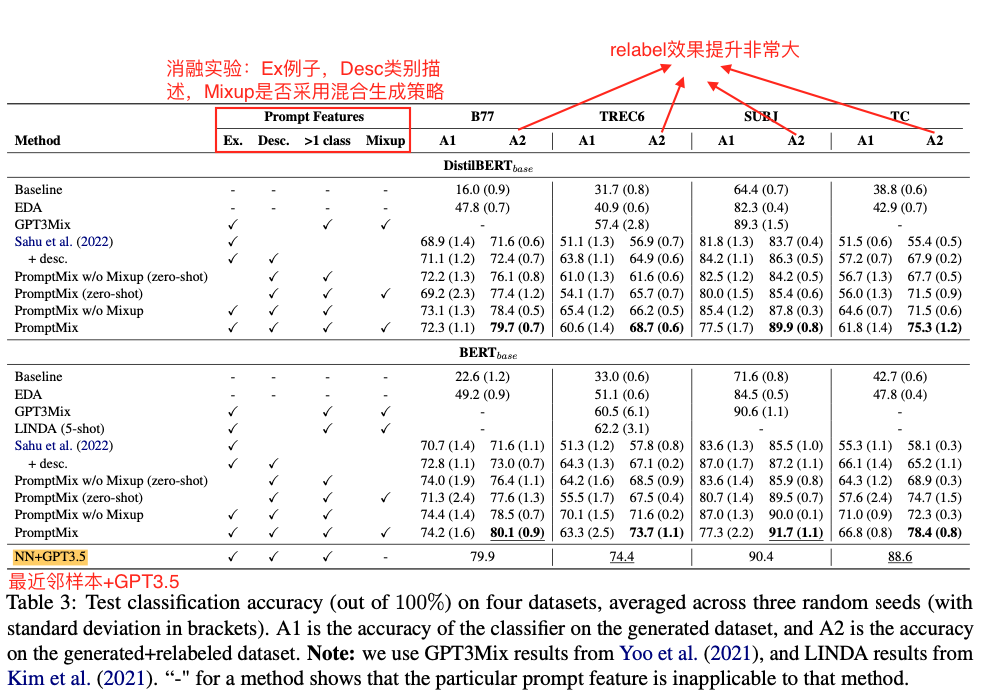 relabel效果提升非常大
消融实验：Ex例子，Desc类别描
述，Mixup是否采用混合生成策略
Prompt Features B77 TREC6 SUBJ TC
Method Ex. Desc. >1 class Mixup A1 A2 A1 A2 A1 A2 A1 A2
DistilBERTbase
Baseline - - - - 16.0 (0.9) 31.7 (0.8) 64.4 (0.7) 38.8 (0.6)
EDA - - - - 47.8 (0.7) 40.9 (0.6) 82.3 (0.4) 42.9 (0.7)
GPT3Mix ✓ ✓ ✓ - 57.4 (2.8) 89.3 (1.5) -
Sahu et al. (2022) ✓ 68.9 (1.4) 71.6 (0.6) 51.1 (1.3) 56.9 (0.7) 81.8 (1.3) 83.7 (0.4) 51.5 (0.6) 55.4 (0.5)
+ desc. ✓ ✓ 71.1 (1.2) 72.4 (0.7) 63.8 (1.1) 64.9 (0.6) 84.2 (1.1) 86.3 (0.5) 57.2 (0.7) 67.9 (0.2)
PromptMix w/o Mixup (zero-shot) ✓ ✓ 72.2 (1.3) 76.1 (0.8) 61.0 (1.3) 61.6 (0.6) 82.5 (1.2) 84.2 (0.5) 56.7 (1.3) 67.7 (0.5)
PromptMix (zero-shot) ✓ ✓ ✓ 69.2 (2.3) 77.4 (1.2) 54.1 (1.7) 65.7 (0.7) 80.0 (1.5) 85.4 (0.6) 56.0 (1.3) 71.5 (0.9)
PromptMix w/o Mixup ✓ ✓ ✓ 73.1 (1.3) 78.4 (0.5) 65.4 (1.2) 66.2 (0.5) 85.4 (1.2) 87.8 (0.3) 64.6 (0.7) 71.5 (0.6)
PromptMix ✓ ✓ ✓ ✓ 72.3 (1.1) 79.7 (0.7) 60.6 (1.4) 68.7 (0.6) 77.5 (1.7) 89.9 (0.8) 61.8 (1.4) 75.3 (1.2)
BERTbase
Baseline - - - - 22.6 (1.2) 33.0 (0.6) 71.6 (0.8) 42.7 (0.6)
EDA - - - - 49.2 (0.9) 51.1 (0.6) 84.5 (0.5) 47.8 (0.4)
GPT3Mix ✓ ✓ ✓ - 60.5 (6.1) 90.6 (1.1) -
LINDA (5-shot) ✓ ✓ ✓ - 62.2 (3.1) - -
Sahu et al. (2022) ✓ 70.7 (1.4) 71.6 (1.1) 51.3 (1.2) 57.8 (0.8) 83.6 (1.3) 85.5 (1.0) 55.3 (1.1) 58.1 (0.3)
+ desc. ✓ ✓ 72.8 (1.1) 73.0 (0.7) 64.3 (1.3) 67.1 (0.2) 87.0 (1.7) 87.2 (1.1) 66.1 (1.4) 65.2 (1.1)
PromptMix w/o Mixup (zero-shot) ✓ ✓ 74.0 (1.9) 76.4 (1.1) 64.2 (1.6) 68.5 (0.9) 83.6 (1.4) 85.9 (0.8) 64.3 (1.2) 68.9 (0.3)
PromptMix (zero-shot) ✓ ✓ ✓ 71.3 (2.4) 77.6 (1.3) 55.5 (1.7) 67.5 (0.4) 80.7 (1.4) 89.5 (0.7) 57.6 (2.4) 74.7 (1.5)
PromptMix w/o Mixup ✓ ✓ ✓ 74.4 (1.4) 78.5 (0.7) 70.1 (1.5) 71.6 (0.2) 87.0 (1.3) 90.0 (0.1) 71.0 (0.9) 72.3 (0.3)
PromptMix ✓ ✓ ✓ ✓ 74.2 (1.6) 80.1 (0.9) 63.3 (2.5) 73.7 (1.1) 77.3 (2.2) 91.7 (1.1) 66.8 (0.8) 78.4 (0.8)
NN+GPT3.5 ✓ ✓ ✓ - 79.9 74.4 90.4 88.6
最近邻样本+GPT3.5
Table 3: Test classification accuracy (out of 100%) on four datasets, averaged across three random seeds (with
standard deviation in brackets). A1 is the accuracy of the classifier on the generated dataset, and A2 is the accuracy
on the generated+relabeled dataset. Note: we use GPT3Mix results from Yoo et al. (2021), and LINDA results from
Kim et al. (2021). “-" for a method shows that the particular prompt feature is inapplicable to that method.